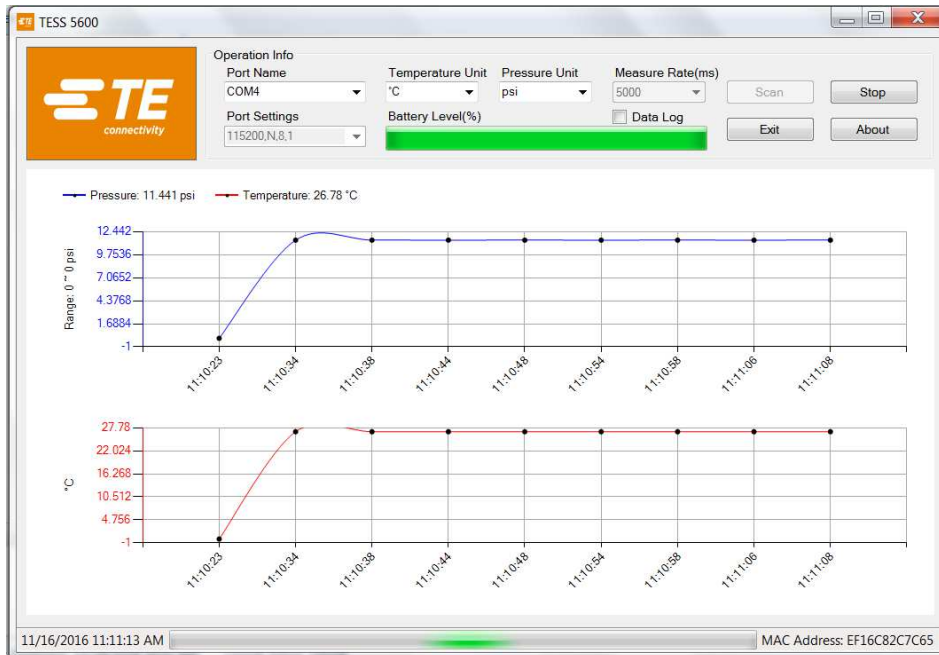 TESS 5600
Operation Info
Port Name
Temperature Unit
Pressure Unit
Measure Rate(ms)
COM4
°C
psi
5000
Scan
Stop
Port Settings
Battery Level(%)
Data Log
115200,N,8,1
Exit
About
TE
connectivity
Pressure: 11.441 psi
Temperature: 26.78 °C
Range: 0 ~ 0 psi
12.442
9.7536
7.0652
4.3768
1.6884
-1
11:10:23
11:10:34
11:10:38
11:10:44
11:10:48
11:10:54
11:10:58
11:11:06
11:11:08
°C
27.78
22.024
16.268
10.512
4.756
-1
11:10:23
11:10:34
11:10:38
11:10:44
11:10:48
11:10:54
11:10:58
11:11:06
11:11:08
11/16/2016 11:11:13 AM
MAC Address: EF16C82C7C65